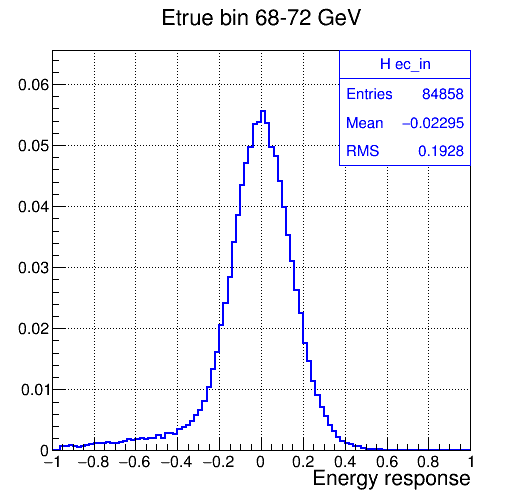 Etrue bin 68-72 GeV
H ec_in
Entries 84858
Mean −0.02295
RMS 0.1928
0.06
0.05
0.04
0.03
0.02
0.01
0
−1 −0.8 −0.6 −0.4 −0.2 0 0.2 0.4 0.6 0.8 1
Energy response